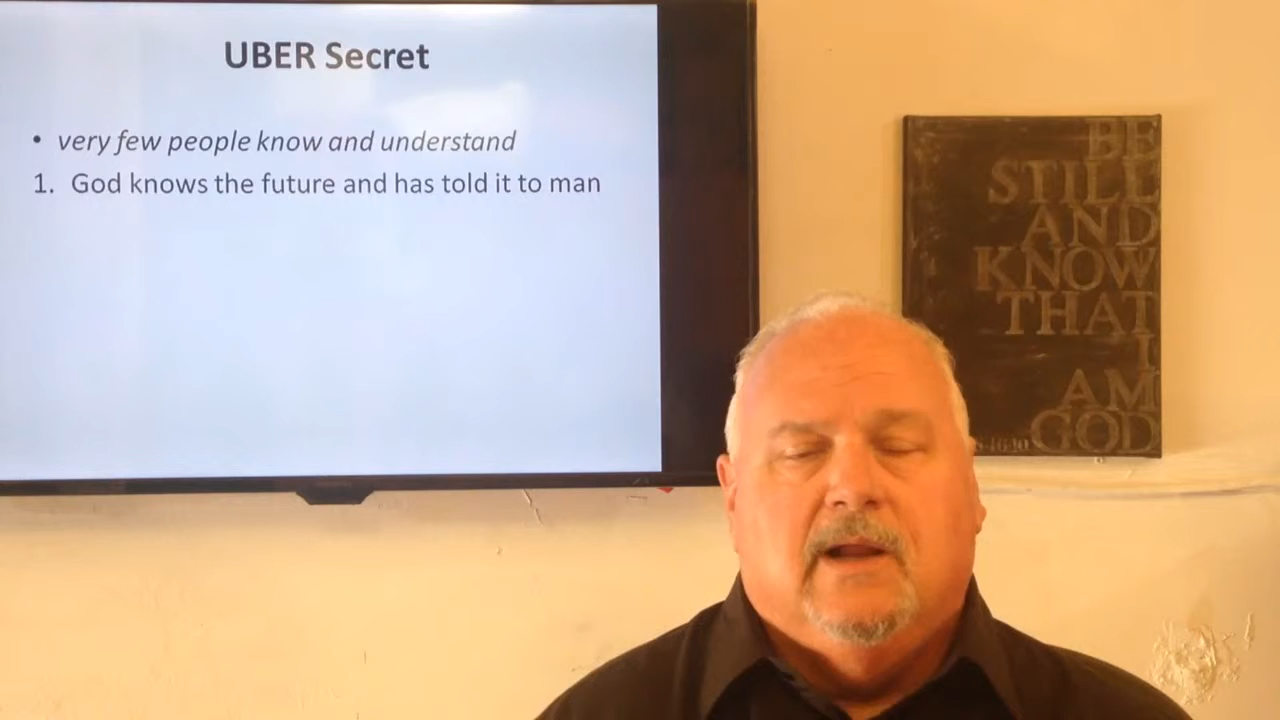 UBER Secret
• very few people know and understand
1. God knows the future and has told it to man
BE
STILL
AND
KNOW
THAT
I
AM
GOD